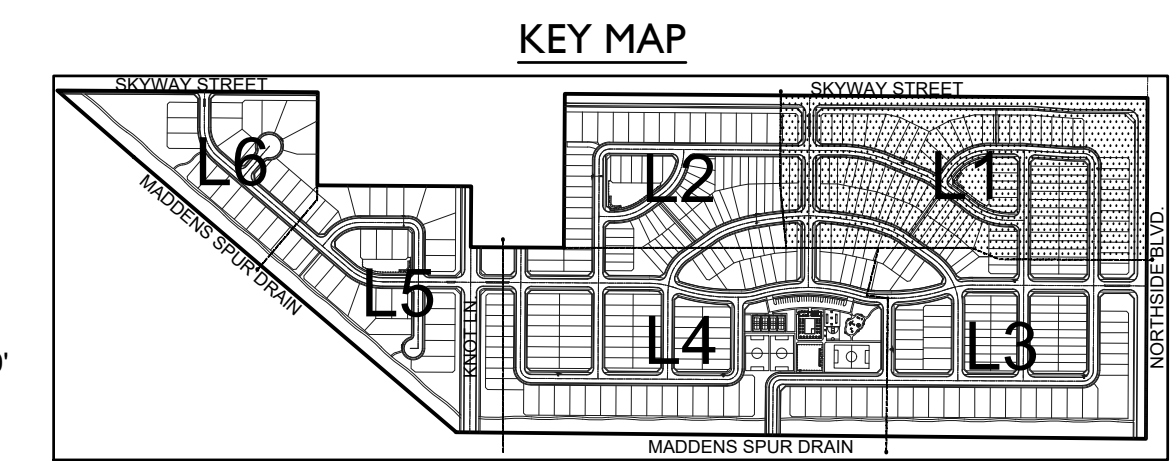 KEY MAP
SKYWAY STREET
SKYWAY STREET
L6
L2
L1
MADDENS SPUR DRAIN
NORTHSIDE BLVD.
L5
KNOT LN
L4
L3
0'
MADDENS SPUR DRAIN